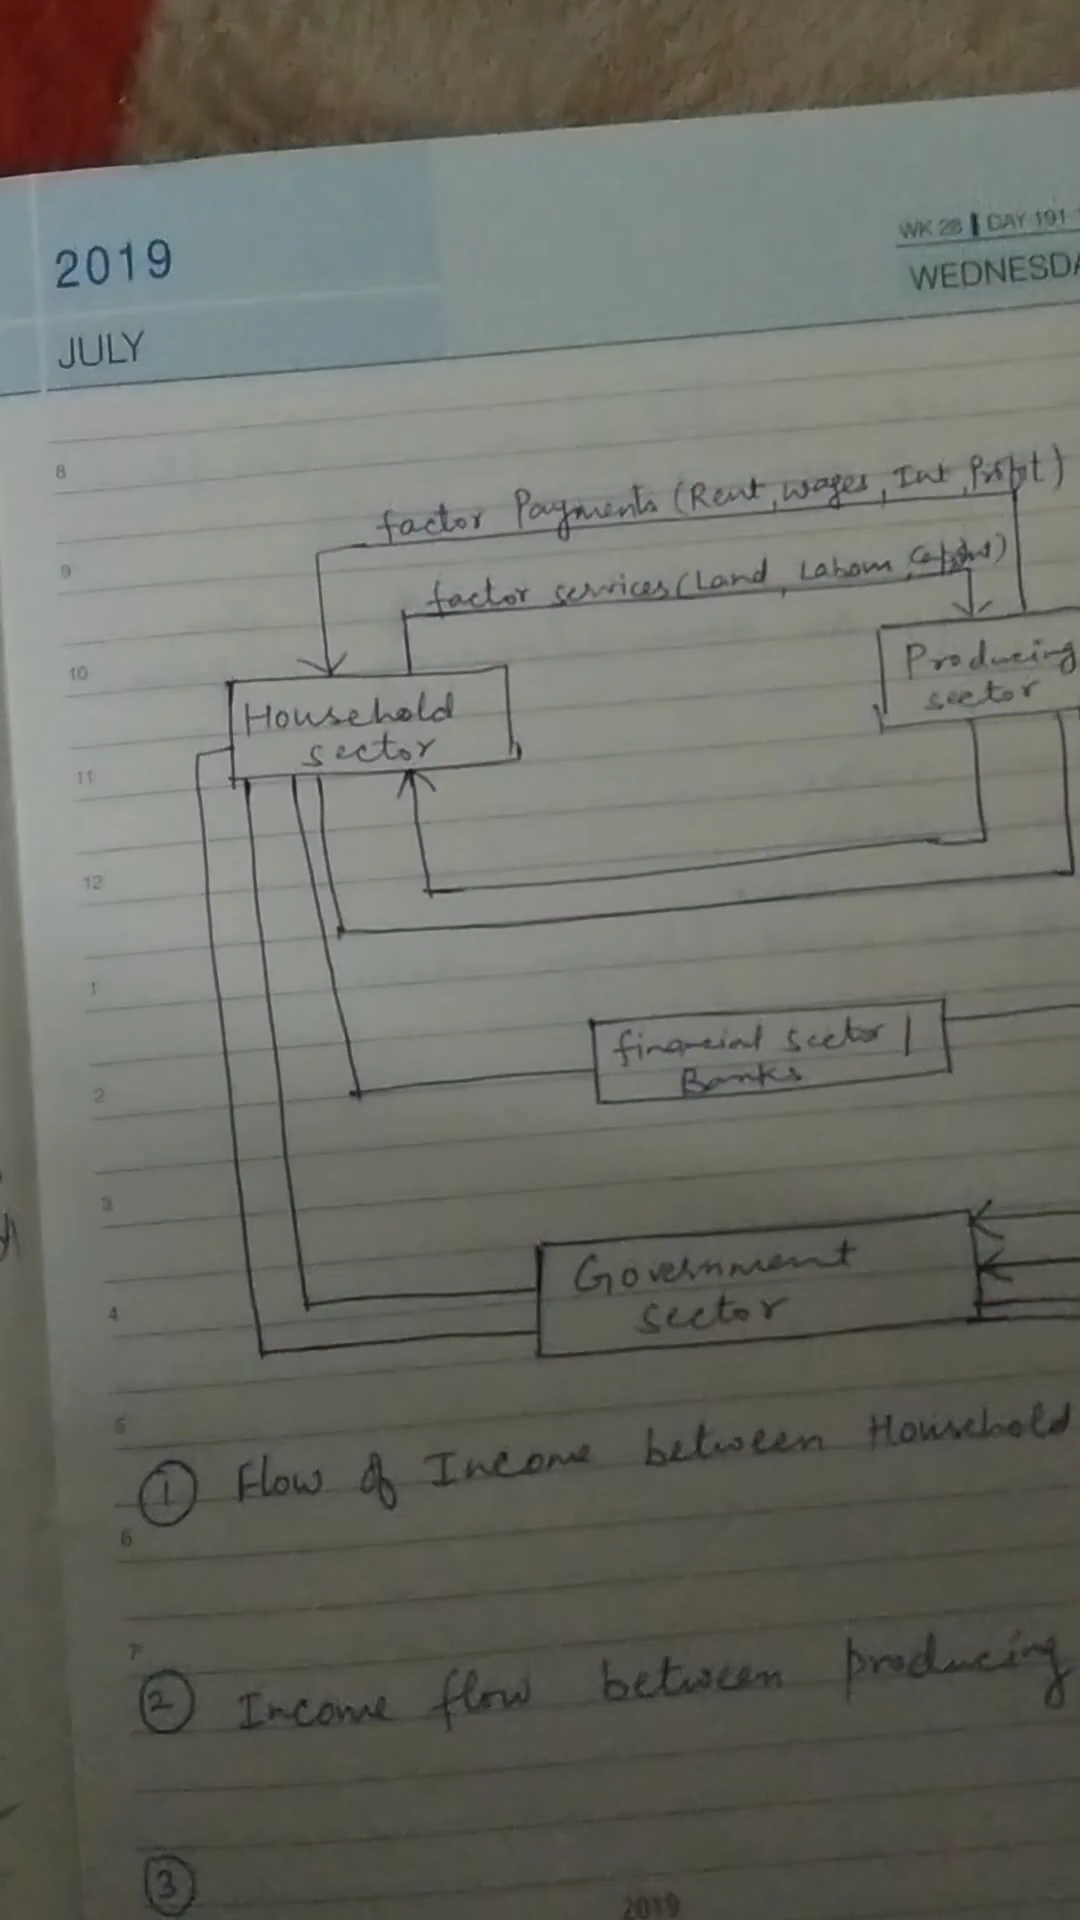 2019
WK 28 | DAY 191
WEDNESDA
JULY
8
factor Payments (Rent, wages, Int, Profit)
9
factor services (Land, Labour,
10
Producing
sector
Household
sector
11
12
1
financial sector /
Banks
2
3
Government
sector
4
5
① Flow of Income between Household
6
7
② Income flow between producing
③
2019